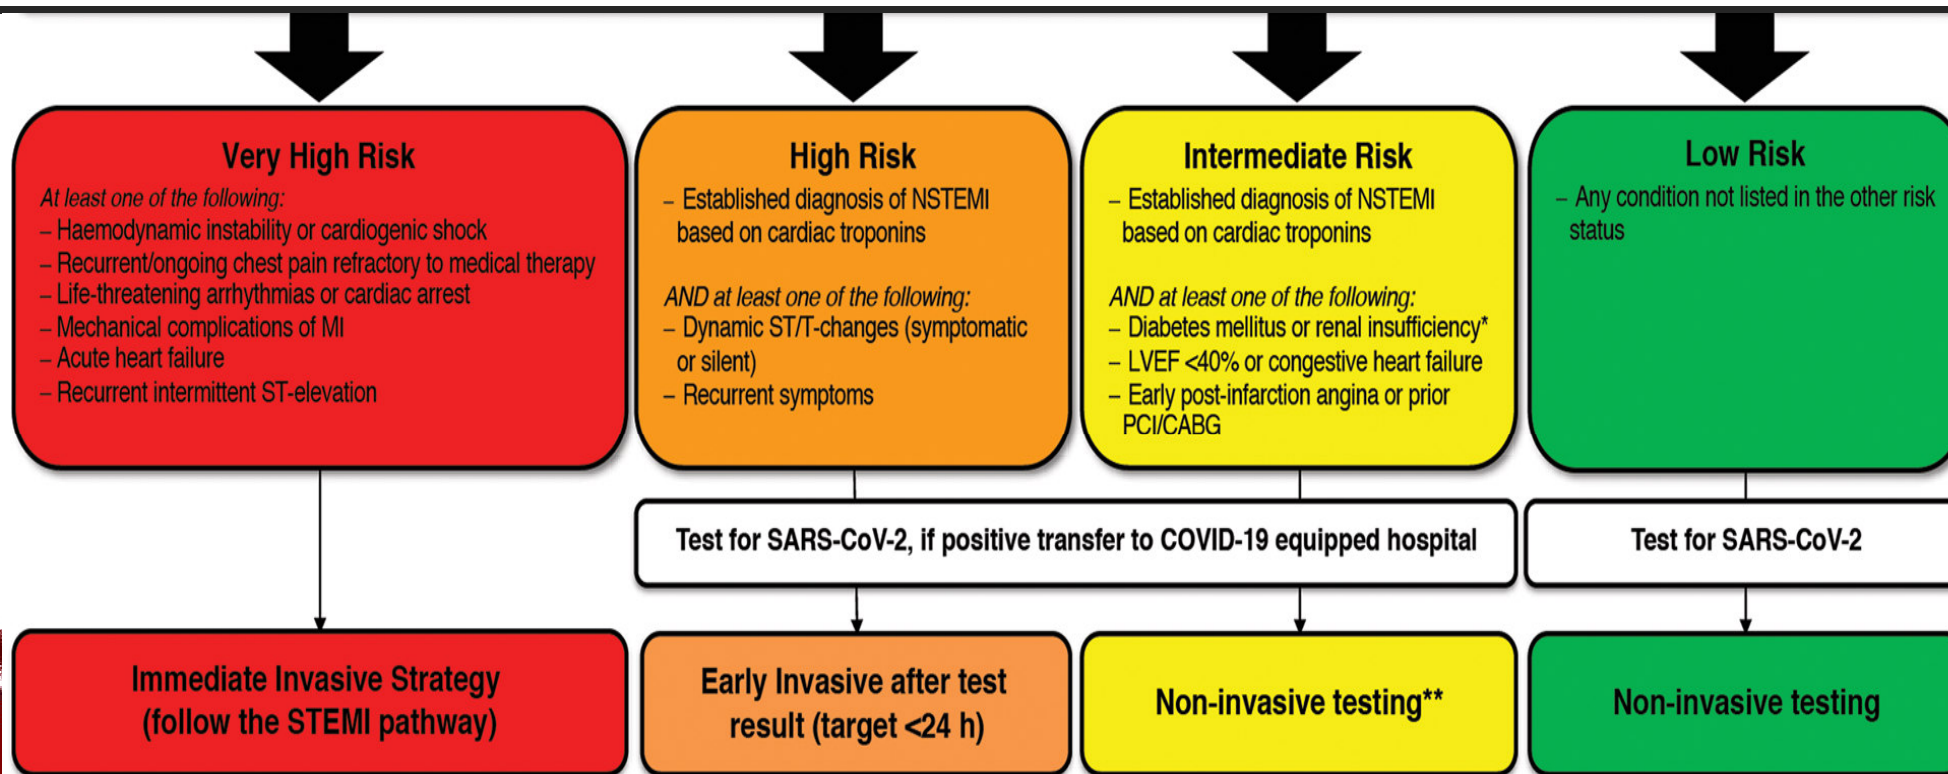 Very High Risk
At least one of the following:
– Haemodynamic instability or cardiogenic shock
– Recurrent/ongoing chest pain refractory to medical therapy
– Life-threatening arrhythmias or cardiac arrest
– Mechanical complications of MI
– Acute heart failure
– Recurrent intermittent ST-elevation
High Risk
– Established diagnosis of NSTEMI
based on cardiac troponins
AND at least one of the following:
– Dynamic ST/T-changes (symptomatic
or silent)
– Recurrent symptoms
Intermediate Risk
– Established diagnosis of NSTEMI
based on cardiac troponins
AND at least one of the following:
– Diabetes mellitus or renal insufficiency*
– LVEF <40% or congestive heart failure
– Early post-infarction angina or prior
PCI/CABG
Low Risk
– Any condition not listed in the other risk
status
Test for SARS-CoV-2, if positive transfer to COVID-19 equipped hospital
Test for SARS-CoV-2
Immediate Invasive Strategy
(follow the STEMI pathway)
Early Invasive after test
result (target <24 h)
Non-invasive testing**
Non-invasive testing